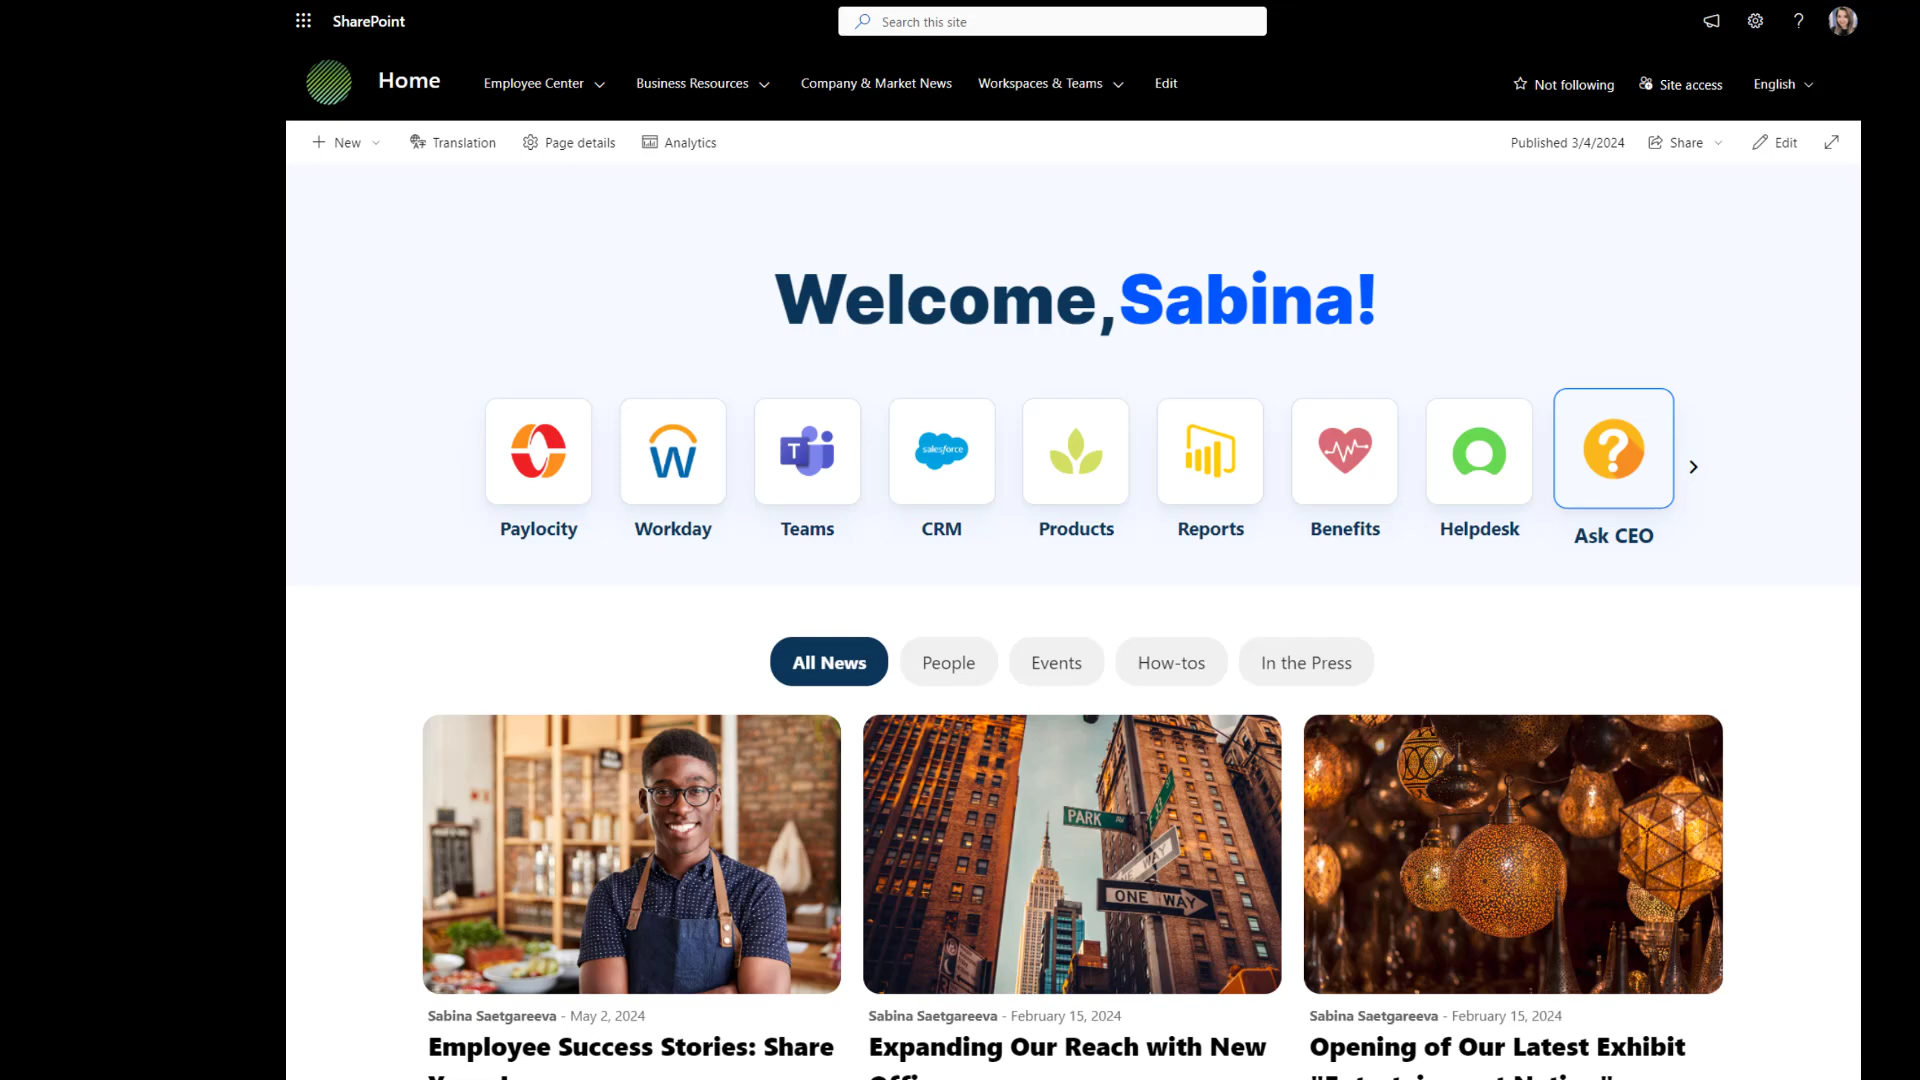 SharePoint
Search this site
?
Home
Employee Center
Business Resources
Company & Market News
Workspaces & Teams
Edit
Not following
Site access
English
New
Translation
Page details
Analytics
Published 3/4/2024
Share
Edit
Welcome,Sabina!
T
salesforce
?
Paylocity
Workday
Teams
CRM
Products
Reports
Benefits
Helpdesk
Ask CEO
All News
People
Events
How-tos
In the Press
PARK AV
WAY
ONE WAY
Sabina Saetgareeva - May 2, 2024
Sabina Saetgareeva - February 15, 2024
Sabina Saetgareeva - February 15, 2024
Employee Success Stories: Share
Expanding Our Reach with New
Opening of Our Latest Exhibit